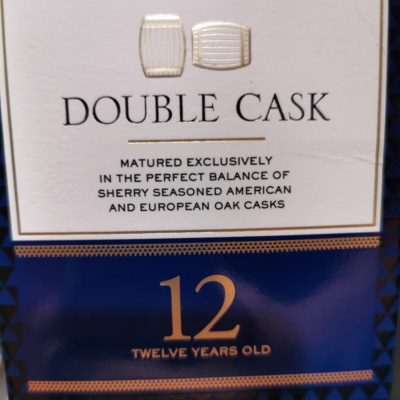 DOUBLE CASK
MATURED EXCLUSIVELY
IN THE PERFECT BALANCE OF
SHERRY SEASONED AMERICAN
AND EUROPEAN OAK CASKS
12
TWELVE YEARS OLD